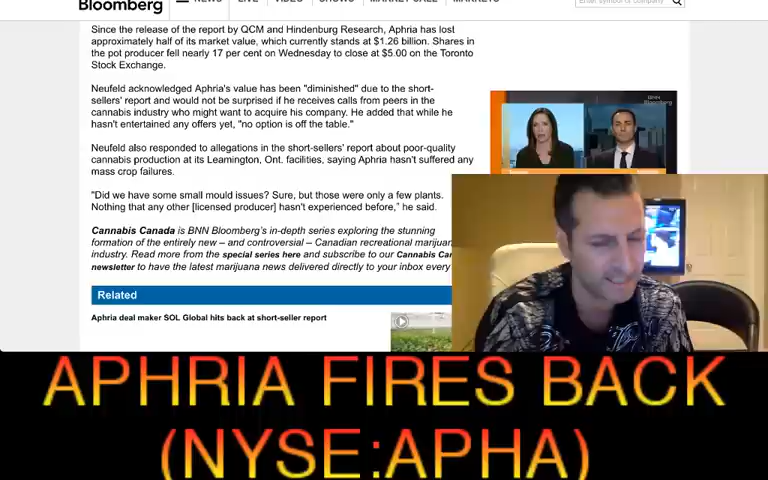 Bloomberg
NEWS LIVE VIDEO SHOWS MARKET CALL MARKETS
Enter symbol or company
Since the release of the report by QCM and Hindenburg Research, Aphria has lost
approximately half of its market value, which currently stands at $1.26 billion. Shares in
the pot producer fell nearly 17 per cent on Wednesday to close at $5.00 on the Toronto
Stock Exchange.
Neufeld acknowledged Aphria's value has been "diminished" due to the short-
sellers' report and would not be surprised if he receives calls from peers in the
cannabis industry who might want to acquire his company. He added that while he
hasn't entertained any offers yet, "no option is off the table."
Neufeld also responded to allegations in the short-sellers' report about poor-quality
cannabis production at its Leamington, Ont. facilities, saying Aphria hasn't suffered any
mass crop failures.
"Did we have some small mould issues? Sure, but those were only a few plants.
Nothing that any other [licensed producer] hasn't experienced before," he said.
Cannabis Canada is BNN Bloomberg's in-depth series exploring the stunning
formation of the entirely new – and controversial – Canadian recreational marijuan
industry. Read more from the special series here and subscribe to our Cannabis Can
newsletter to have the latest marijuana news delivered directly to your inbox every
Related
Aphria deal maker SOL Global hits back at short-seller report
APHRIA FIRES BACK
(NYSE:APHA)